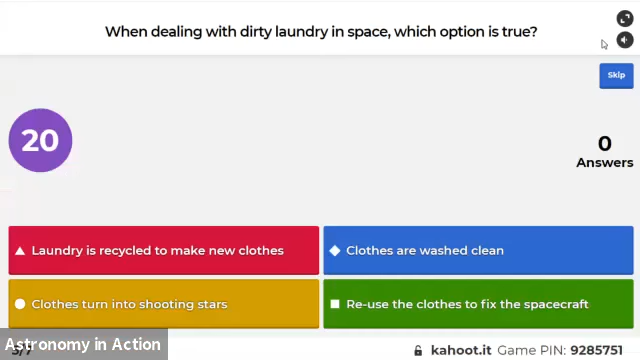 When dealing with dirty laundry in space, which option is true?
Skip
20
0
Answers
Laundry is recycled to make new clothes
Clothes are washed clean
Clothes turn into shooting stars
Re-use the clothes to fix the spacecraft
Astronomy in Action
kahoot.it Game PIN: 9285751